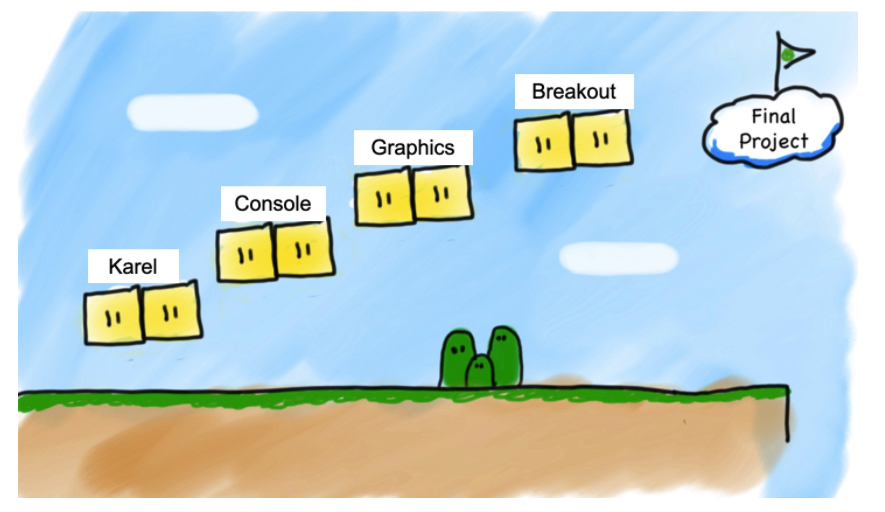 Karel
Console
Graphics
Breakout
Final
Project